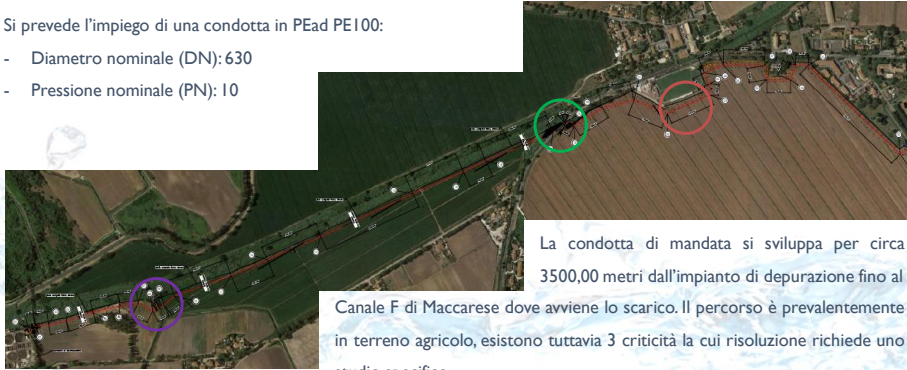 Si prevede l'impiego di una condotta in PEad PE100:
- Diametro nominale (DN): 630
- Pressione nominale (PN): 10
La condotta di mandata si sviluppa per circa
3500,00 metri dall'impianto di depurazione fino al
Canale F di Maccarese dove avviene lo scarico. Il percorso è prevalentemente
in terreno agricolo, esistono tuttavia 3 criticità la cui risoluzione richiede uno